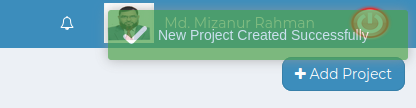 Md. Mizanur Rahman
New Project Created Successfully
+ Add Project